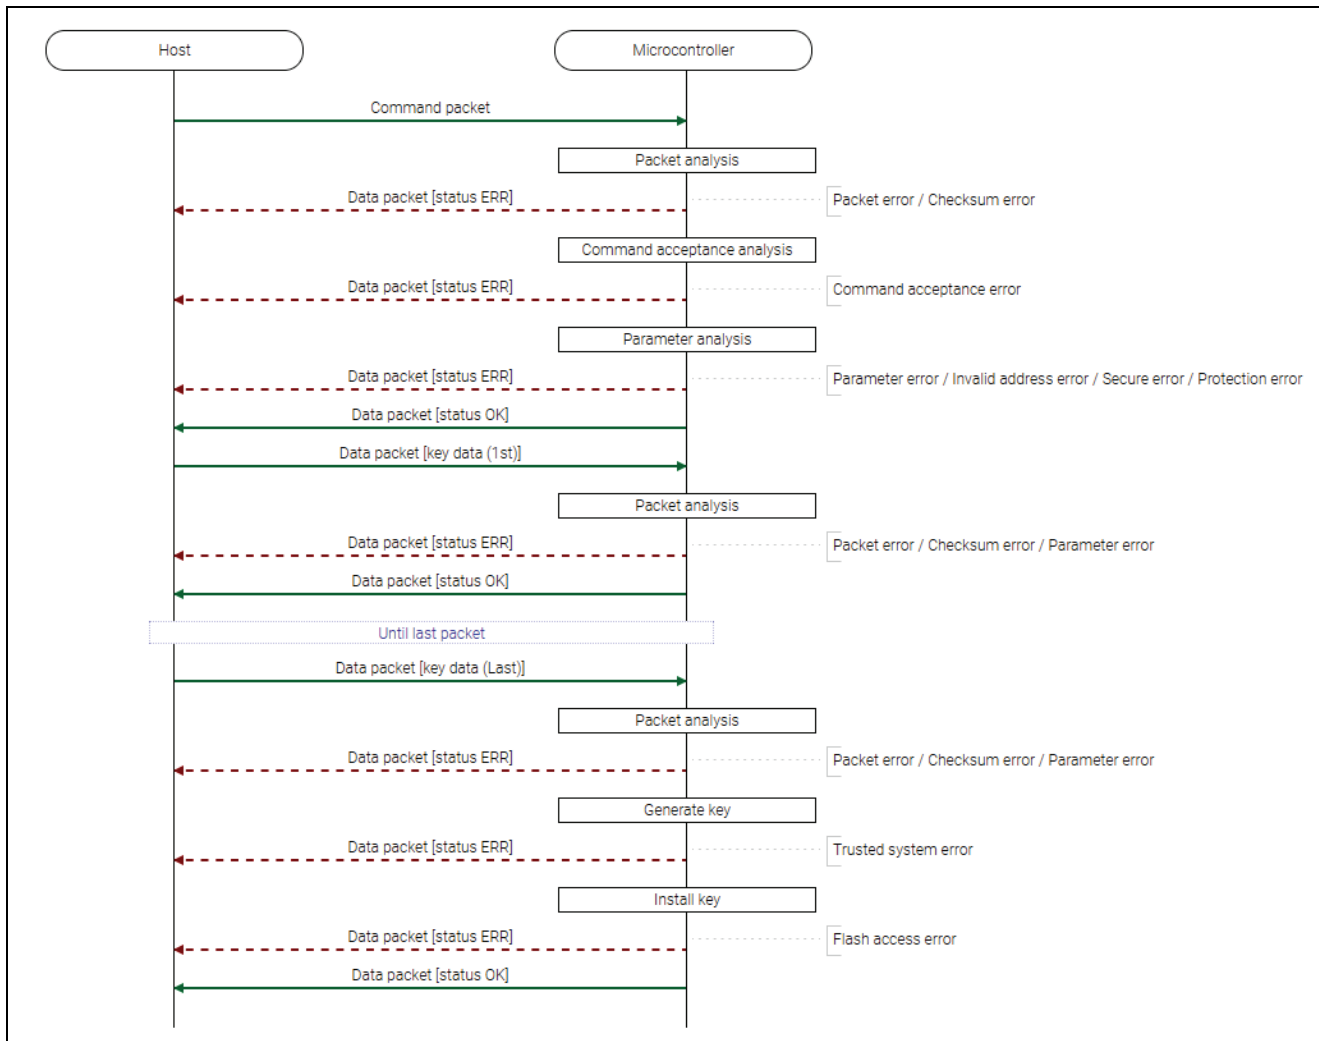 Host
Microcontroller
Command packet
Packet analysis
Data packet [status ERR]
Packet error / Checksum error
Command acceptance analysis
Data packet [status ERR]
Command acceptance error
Parameter analysis
Data packet [status ERR]
Parameter error / Invalid address error / Secure error / Protection error
Data packet [status OK]
Data packet [key data (1st)]
Packet analysis
Data packet [status ERR]
Packet error / Checksum error / Parameter error
Data packet [status OK]
Until last packet
Data packet [key data (Last)]
Packet analysis
Data packet [status ERR]
Packet error / Checksum error / Parameter error
Generate key
Data packet [status ERR]
Trusted system error
Install key
Data packet [status ERR]
Flash access error
Data packet [status OK]